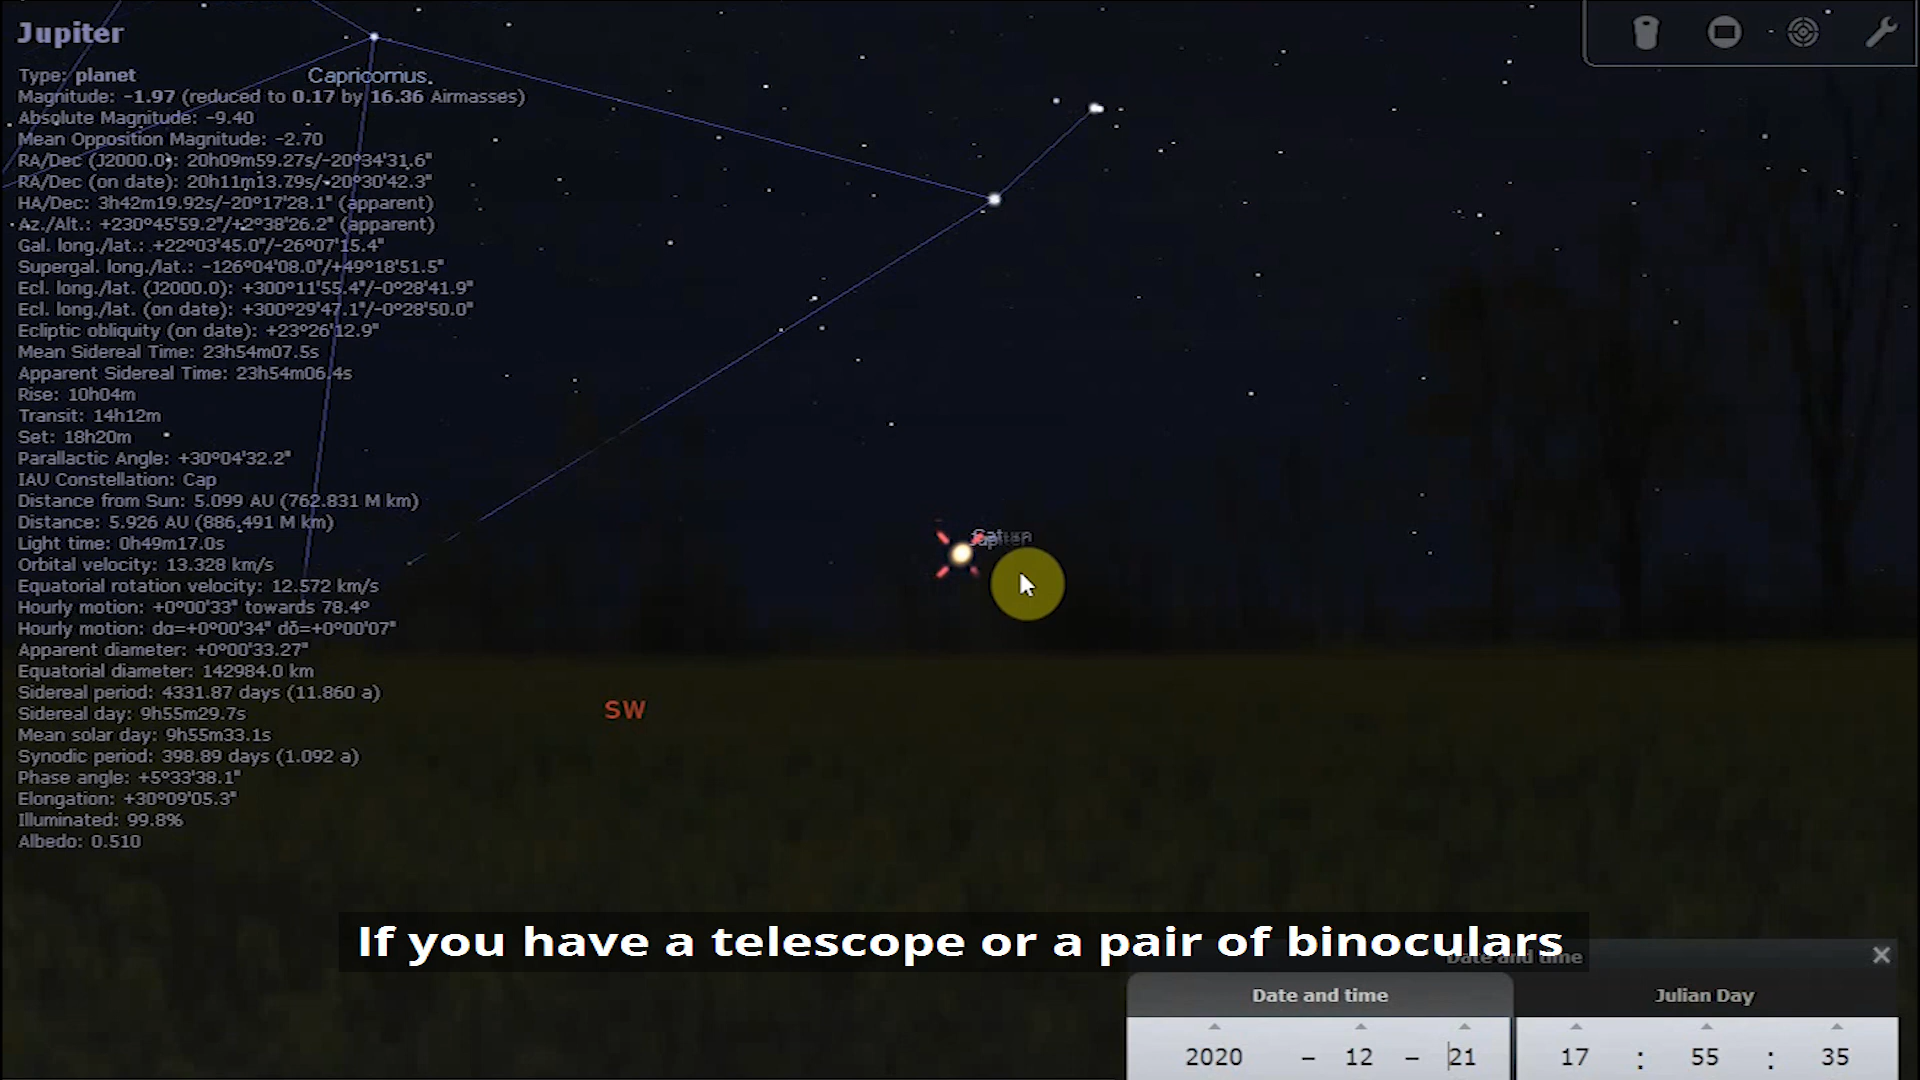 Jupiter
Type: planet
Capricornus
Magnitude: -1.97 (reduced to 0.17 by 16.36 Airmasses)
Absolute Magnitude: -9.40
Mean Opposition Magnitude: -2.70
RA/Dec (J2000.0): 20h09m59.27s/-20°34'31.6"
RA/Dec (on date): 20h11m13.79s/-20°30'42.3"
HA/Dec: 3h42m19.92s/-20°17'28.1" (apparent)
Az./Alt.: +230°45'59.2"/+2°38'26.2" (apparent)
Gal. long./lat.: +22°03'45.0"/-26°07'15.4"
Supergal. long./lat.: -126°04'08.0"/+49°18'51.5"
Ecl. long./lat. (J2000.0): +300°11'55.4"/-0°28'41.9"
Ecl. long./lat. (on date): +300°29'47.1"/-0°28'50.0"
Ecliptic obliquity (on date): +23°26'12.9"
Mean Sidereal Time: 23h54m07.5s
Apparent Sidereal Time: 23h54m06.4s
Rise: 10h04m
Transit: 14h12m
Set: 18h20m
Parallactic Angle: +30°04'32.2"
IAU Constellation: Cap
Distance from Sun: 5.099 AU (762.831 M km)
Distance: 5.926 AU (886.491 M km)
Light time: 0h49m17.0s
Orbital velocity: 13.328 km/s
Equatorial rotation velocity: 12.572 km/s
Hourly motion: +0°00'33" towards 78.4°
Hourly motion: dα=+0°00'34" dδ=+0°00'07"
Apparent diameter: +0°00'33.27"
Equatorial diameter: 142984.0 km
Sidereal period: 4331.87 days (11.860 a)
Sidereal day: 9h55m29.7s
Mean solar day: 9h55m33.1s
Synodic period: 398.89 days (1.092 a)
Phase angle: +5°33'38.1"
Elongation: +30°09'05.3"
Illuminated: 99.8%
Albedo: 0.510
Saturn
Jupiter
SW
If you have a telescope or a pair of binoculars
Date and time
Date and time
Julian Day
2020 - 12 - 21
17 : 55 : 35